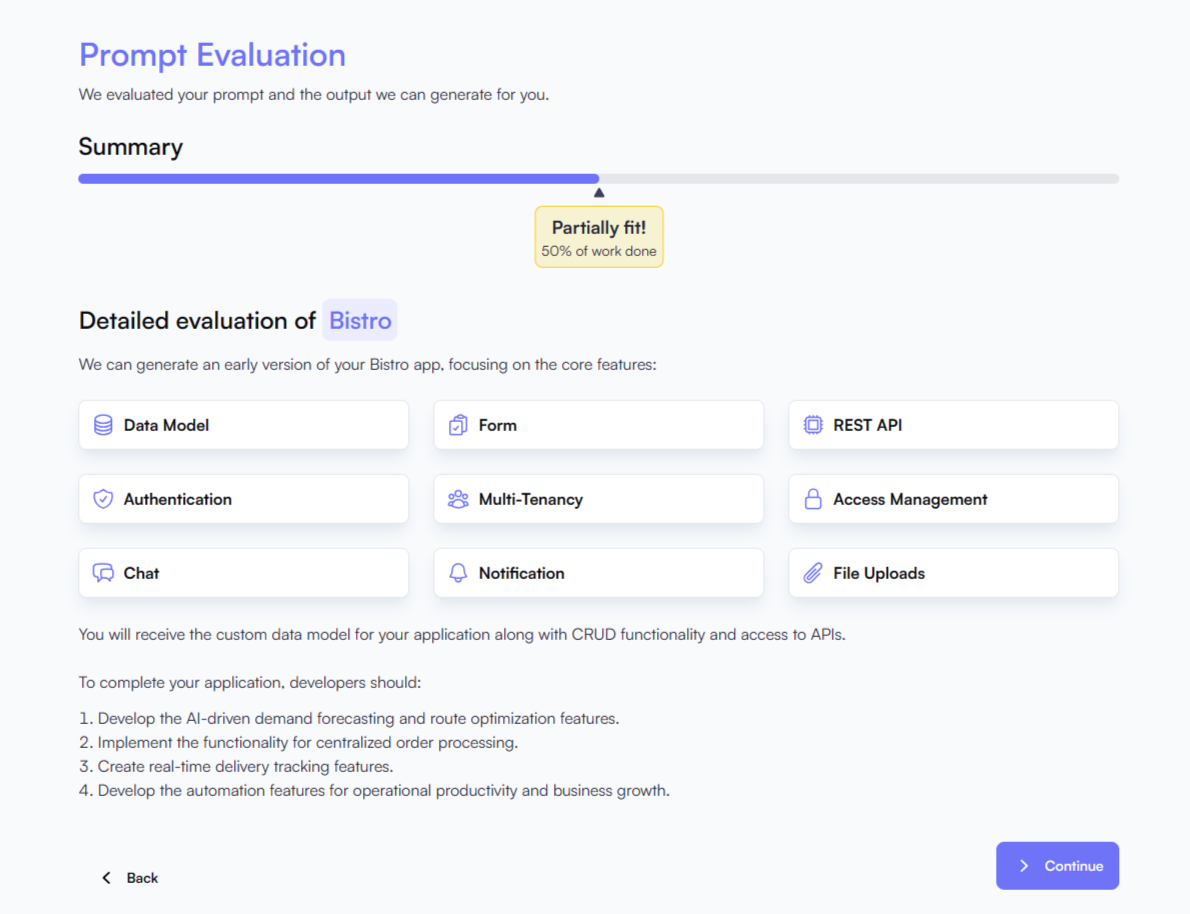 Prompt Evaluation
We evaluated your prompt and the output we can generate for you.
Summary
Partially fit!
50% of work done
Detailed evaluation of Bistro
We can generate an early version of your Bistro app, focusing on the core features:
Data Model
Form
REST API
Authentication
Multi-Tenancy
Access Management
Chat
Notification
File Uploads
You will receive the custom data model for your application along with CRUD functionality and access to APIs.
To complete your application, developers should:
1. Develop the AI-driven demand forecasting and route optimization features.
2. Implement the functionality for centralized order processing.
3. Create real-time delivery tracking features.
4. Develop the automation features for operational productivity and business growth.
Back
Continue